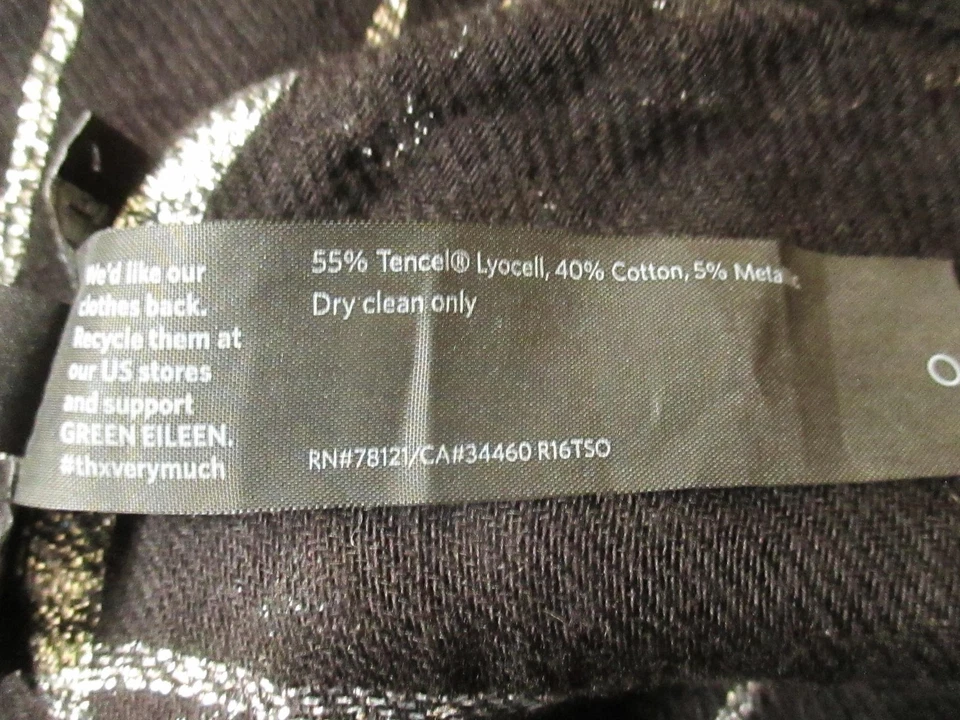 We'd like our
clothes back.
Recycle them at
our US stores
and support
GREEN EILEEN.
#thxverymuch
55% Tencel® Lyocell, 40% Cotton, 5%
Dry clean only
RN#78121/CA#34460 R16TSO
O